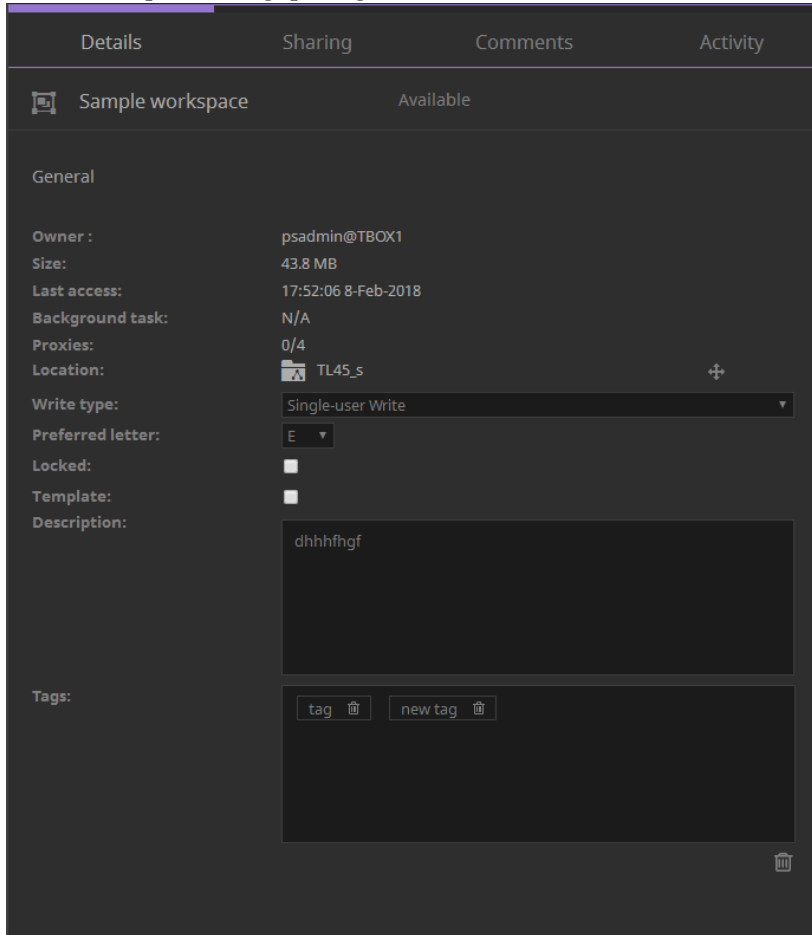 Details Sharing Comments Activity
Sample workspace Available
General
Owner : psadmin@TBOX1
Size: 43.8 MB
Last access: 17:52:06 8-Feb-2018
Background task: N/A
Proxies: 0/4
Location: TL45_s
Write type: Single-user Write
Preferred letter: E
Locked:
Template:
Description: dhhhfhgf
Tags: tag new tag